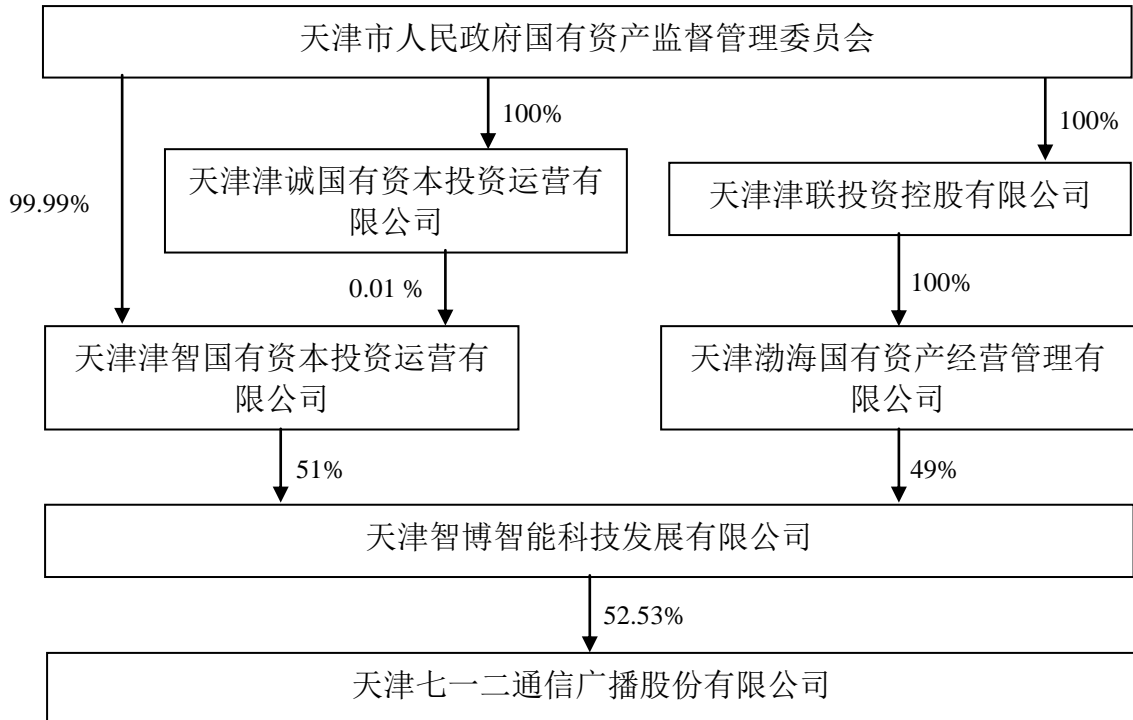 天津市人民政府国有资产监督管理委员会
100%
100%
99.99%
天津津诚国有资本投资运营有
限公司
天津津联投资控股有限公司
0.01 %
100%
天津津智国有资本投资运营有
限公司
天津渤海国有资产经营管理有
限公司
51%
49%
天津智博智能科技发展有限公司
52.53%
天津七一二通信广播股份有限公司